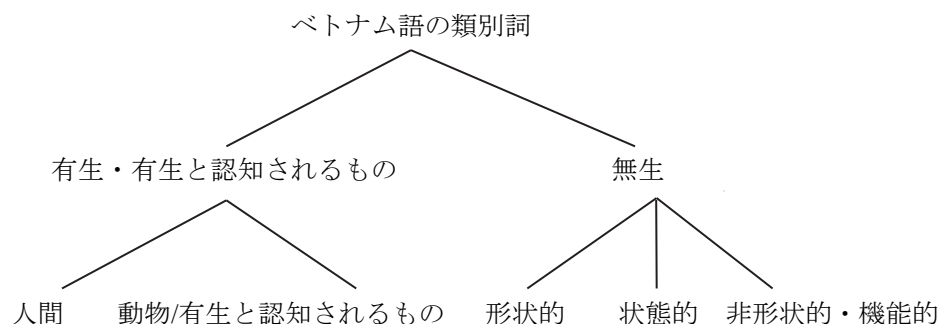 ベトナム語の類別詞
有生・有生と認知されるもの 無生
人間 動物/有生と認知されるもの 形状的 状態的 非形状的・機能的